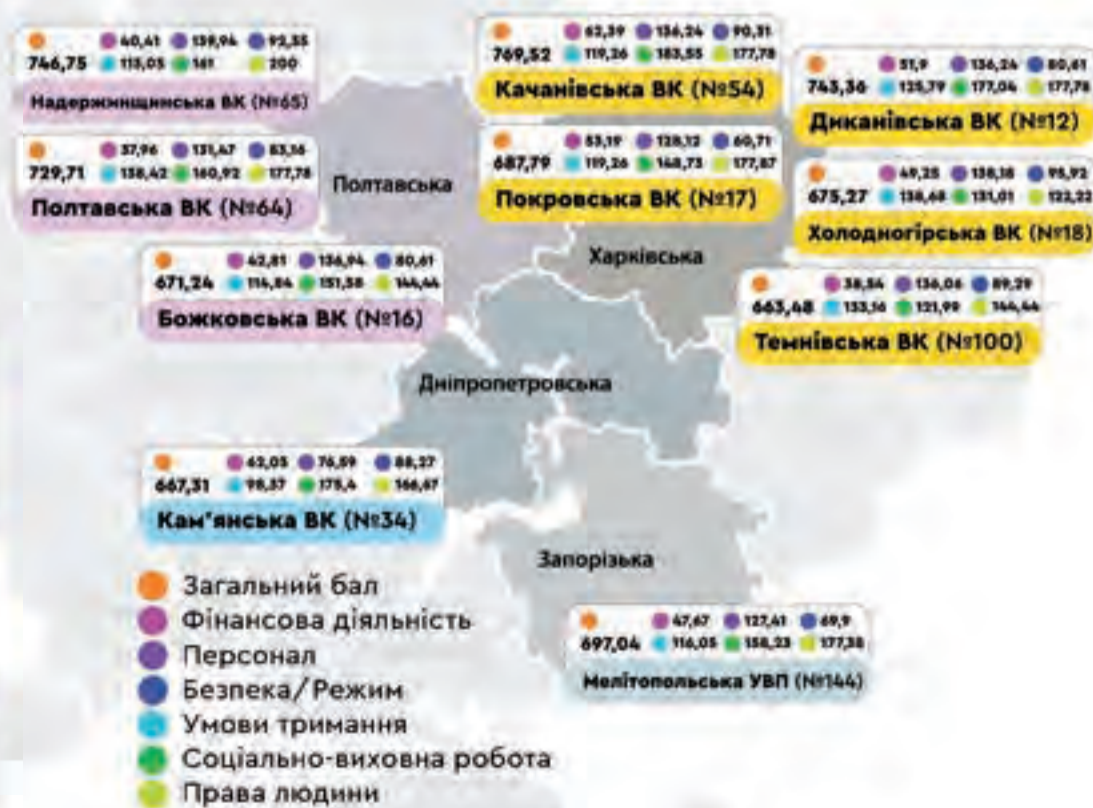 40,41 139,94 92,35
746,75 113,05 161 200
Надержинщинська ВК (№65)
37,96 131,47 83,16
729,71 138,42 160,92 177,78
Полтавська ВК (№64)
42,81 136,94 80,61
671,24 114,84 151,58 144,44
Божковська ВК (№16)
62,39 136,24 90,31
769,52 119,26 183,55 177,78
Качанівська ВК (№54)
53,19 128,12 60,71
687,79 119,26 148,73 177,87
Покровська ВК (№17)
51,9 136,24 80,61
743,36 125,79 177,04 177,78
Диканівська ВК (№12)
49,25 138,18 95,92
675,27 138,68 131,01 122,22
Холодногірська ВК (№18)
38,54 136,06 89,29
663,48 133,16 121,99 144,44
Темнівська ВК (№100)
Полтавська
Харківська
Дніпропетровська
62,03 76,59 88,27
667,31 98,37 175,4 166,67
Кам'янська ВК (№34)
Запорізька
47,67 127,41 69,9
697,04 116,05 158,23 177,38
Мелітопольська УВП (№144)
Загальний бал
Фінансова діяльність
Персонал
Безпека/Режим
Умови тримання
Соціально-виховна робота
Права людини